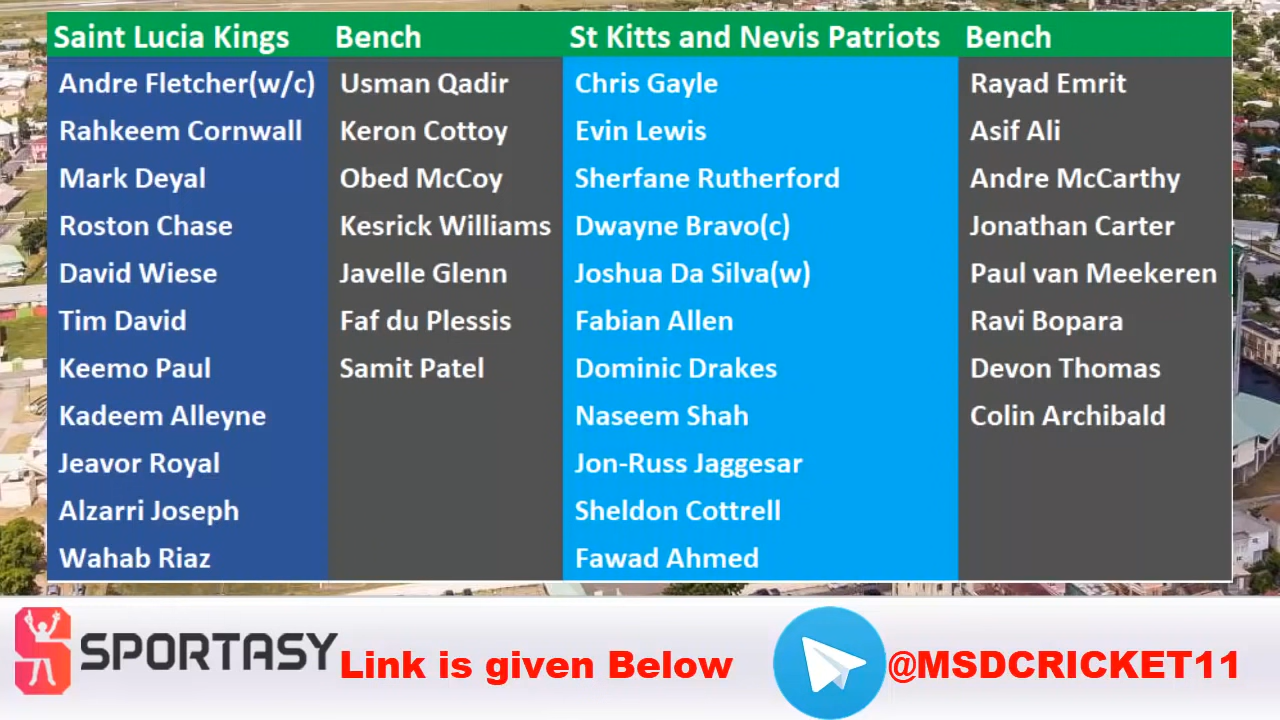 Saint Lucia Kings Bench St Kitts and Nevis Patriots Bench
Andre Fletcher(w/c) Usman Qadir Chris Gayle Rayad Emrit
Rahkeem Cornwall Keron Cottoy Evin Lewis Asif Ali
Mark Deyal Obed McCoy Sherfane Rutherford Andre McCarthy
Roston Chase Kesrick Williams Dwayne Bravo(c) Jonathan Carter
David Wiese Javelle Glenn Joshua Da Silva(w) Paul van Meekeren
Tim David Faf du Plessis Fabian Allen Ravi Bopara
Keemo Paul Samit Patel Dominic Drakes Devon Thomas
Kadeem Alleyne Naseem Shah Colin Archibald
Jeavor Royal Jon-Russ Jaggesar
Alzarri Joseph Sheldon Cottrell
Wahab Riaz Fawad Ahmed
SPORTASY Link is given Below @MSDCRICKET11